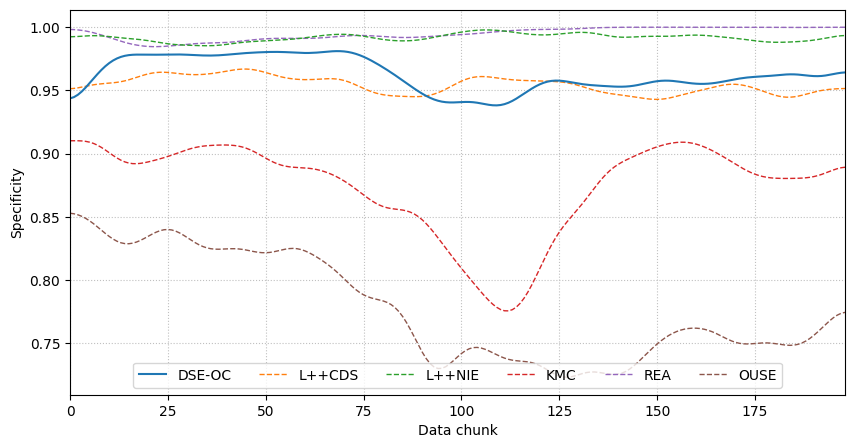 1.00
0.95
0.90
0.85
0.80
0.75
Specificity
DSE-OC L++CDS L++NIE KMC REA OUSE
0 25 50 75 100 125 150 175
Data chunk